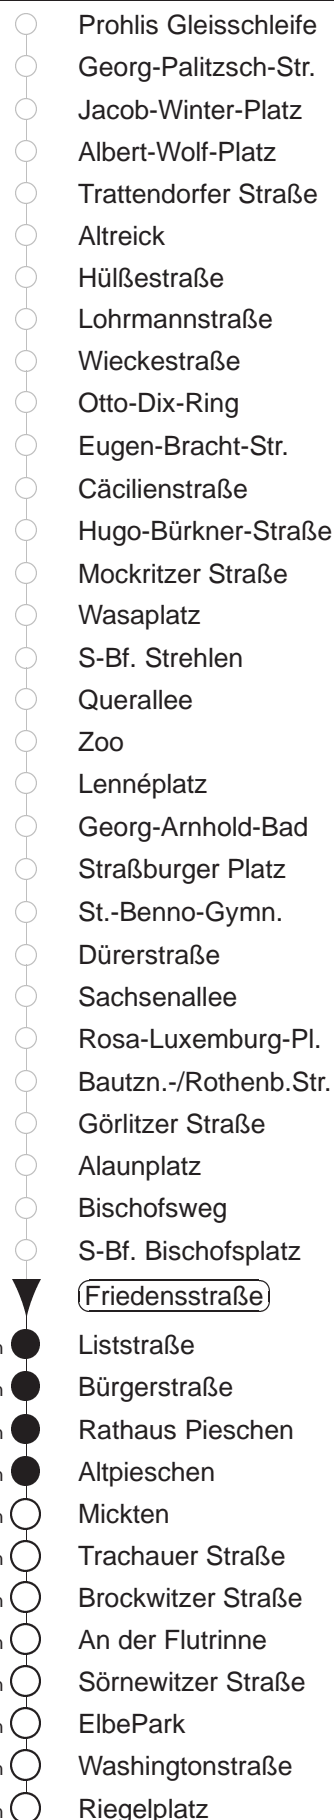 Prohlis Gleisschleife
Georg-Palitzsch-Str.
Jacob-Winter-Platz
Albert-Wolf-Platz
Trattendorfer Straße
Altreick
Hülßestraße
Lohrmannstraße
Wieckestraße
Otto-Dix-Ring
Eugen-Bracht-Str.
Cäcilienstraße
Hugo-Bürkner-Straße
Mockritzer Straße
Wasaplatz
S-Bf. Strehlen
Querallee
Zoo
Lennéplatz
Georg-Arnhold-Bad
Straßburger Platz
St.-Benno-Gymn.
Dürerstraße
Sachsenallee
Rosa-Luxemburg-Pl.
Bautzn.-/Rothenb.Str.
Görlitzer Straße
Alaunplatz
Bischofsweg
S-Bf. Bischofsplatz
Friedensstraße
Liststraße
Bürgerstraße
Rathaus Pieschen
Altpieschen
Mickten
Trachauer Straße
Brockwitzer Straße
An der Flutrinne
Sörnewitzer Straße
ElbePark
Washingtonstraße
Riegelplatz